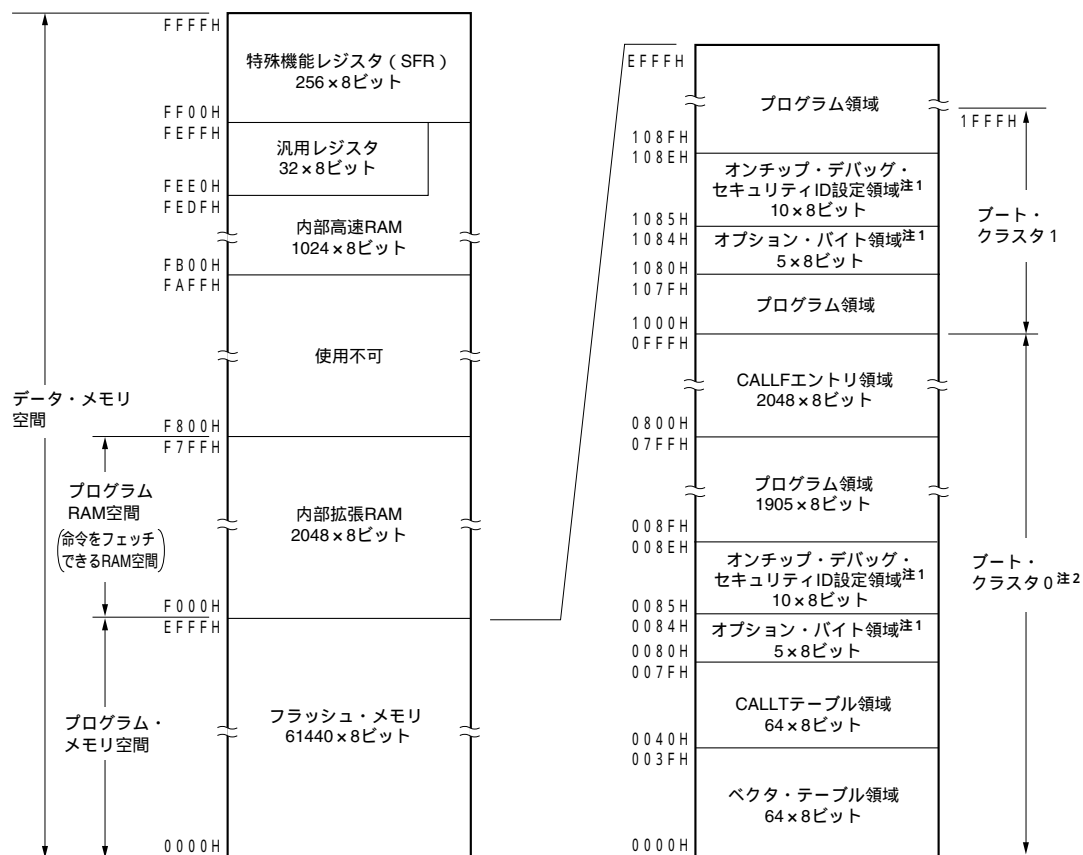 FFFFH
特殊機能レジスタ（SFR）
256×8ビット
FF00H
FEFFH
汎用レジスタ
32×8ビット
FEE0H
FEDFH
内部高速RAM
1024×8ビット
FB00H
FAFFH
使用不可
データ・メモリ
空間
F800H
F7FFH
プログラム
RAM空間
(命令をフェッチ
できるRAM空間)
内部拡張RAM
2048×8ビット
F000H
EFFFH
プログラム・
メモリ空間
フラッシュ・メモリ
61440×8ビット
0000H
EFFFH
プログラム領域
1FFFH
108FH
108EH
オンチップ・デバッグ・
セキュリティID設定領域注1
10×8ビット
1085H
1084H
オプション・バイト領域注1
5×8ビット
1080H
107FH
プログラム領域
1000H
ブート・
クラスタ1
0FFFH
CALLFエントリ領域
2048×8ビット
0800H
07FFH
プログラム領域
1905×8ビット
008FH
008EH
オンチップ・デバッグ・
セキュリティID設定領域注1
10×8ビット
0085H
0084H
オプション・バイト領域注1
5×8ビット
0080H
007FH
CALLTテーブル領域
64×8ビット
0040H
003FH
ベクタ・テーブル領域
64×8ビット
0000H
ブート・
クラスタ0注2